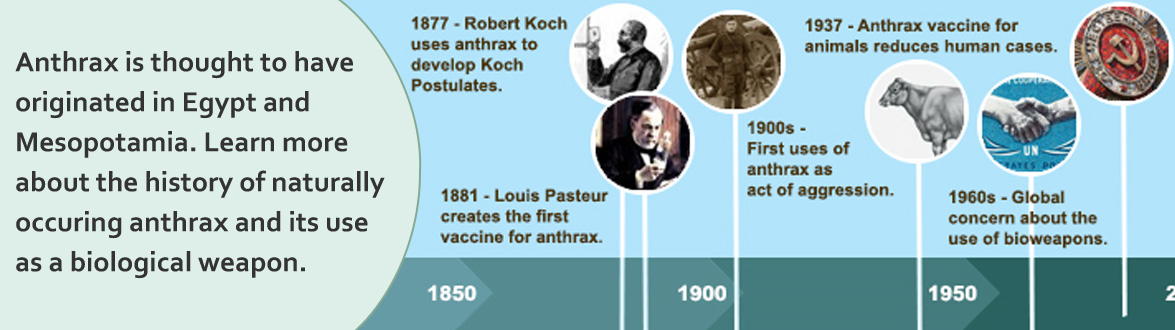 Anthrax is thought to have
originated in Egypt and
Mesopotamia. Learn more
about the history of naturally
occuring anthrax and its use
as a biological weapon.
1877 - Robert Koch
uses anthrax to
develop Koch
Postulates.
1881 - Louis Pasteur
creates the first
vaccine for anthrax.
1900s -
First uses of
anthrax as
act of aggression.
1937 - Anthrax vaccine for
animals reduces human cases.
UN
1960s - Global
concern about the
use of bioweapons.
1850
1900
1950
2